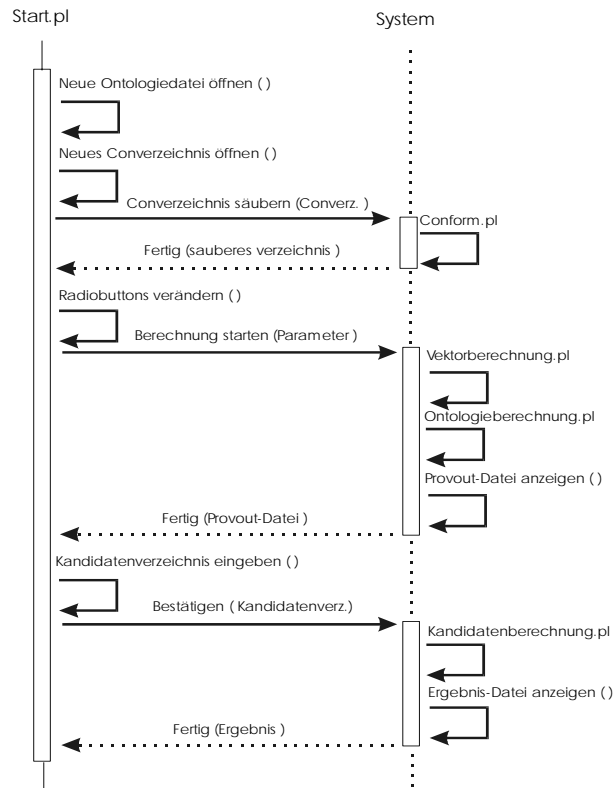 Start.pl
System
Neue Ontologiedatei öffnen ( )
Neues Converzeichnis öffnen ( )
Converzeichnis säubern (Converz. )
Conform.pl
Fertig (sauberes verzeichnis )
Radiobuttons verändern ( )
Berechnung starten (Parameter )
Vektorberechnung.pl
Ontologieberechnung.pl
Provout-Datei anzeigen ( )
Fertig (Provout-Datei )
Kandidatenverzeichnis eingeben ( )
Bestätigen ( Kandidatenverz.)
Kandidatenberechnung.pl
Ergebnis-Datei anzeigen ( )
Fertig (Ergebnis )